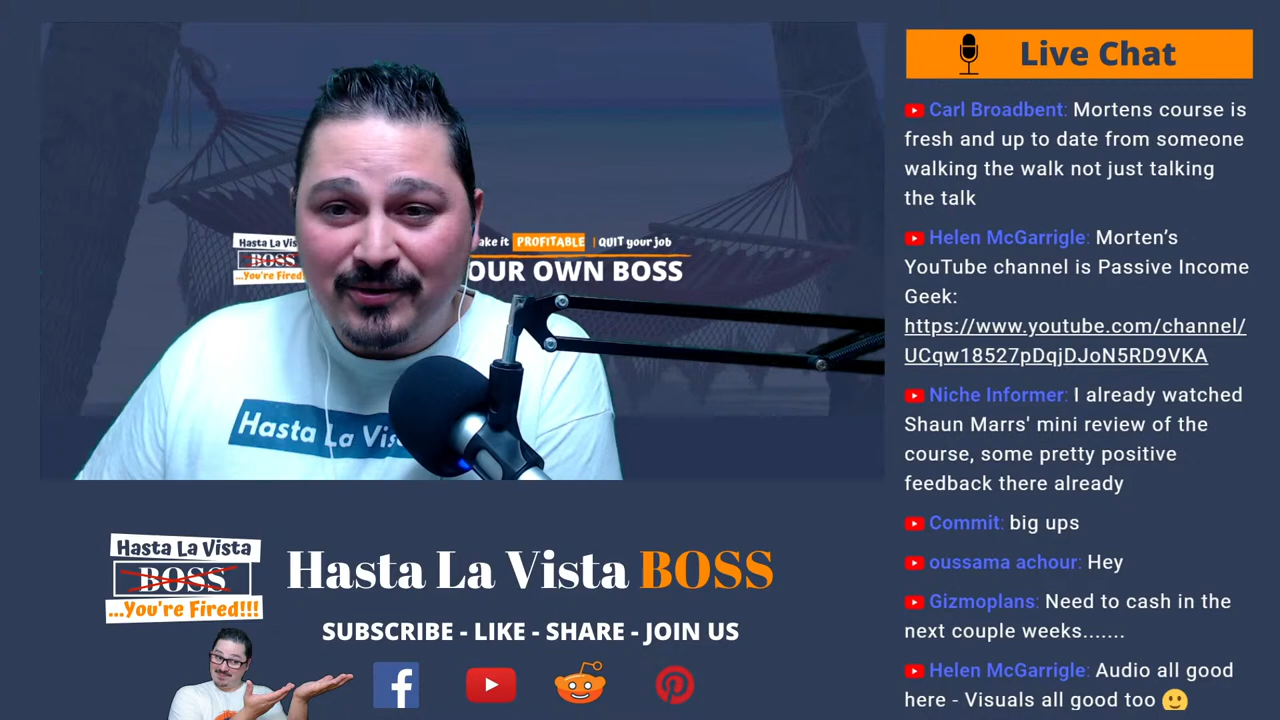 Live Chat
Carl Broadbent: Mortens course is
fresh and up to date from someone
walking the walk not just talking
the talk
Helen McGarrigle: Morten’s
YouTube channel is Passive Income
Geek:
https://www.youtube.com/channel/
UCqw18527pDqjDJoN5RD9VKA
Niche Informer: I already watched
Shaun Marrs' mini review of the
course, some pretty positive
feedback there already
Commit: big ups
oussama achour: Hey
Gizmoplans: Need to cash in the
next couple weeks.......
Helen McGarrigle: Audio all good
here - Visuals all good too 🙂
Hasta La Vis
BOSS
...You're Fired!
ake it PROFITABLE | QUIT your job
OUR OWN BOSS
Hasta La Vis
Hasta La Vista
BOSS
...You're Fired!!!
Hasta La Vista BOSS
SUBSCRIBE - LIKE - SHARE - JOIN US